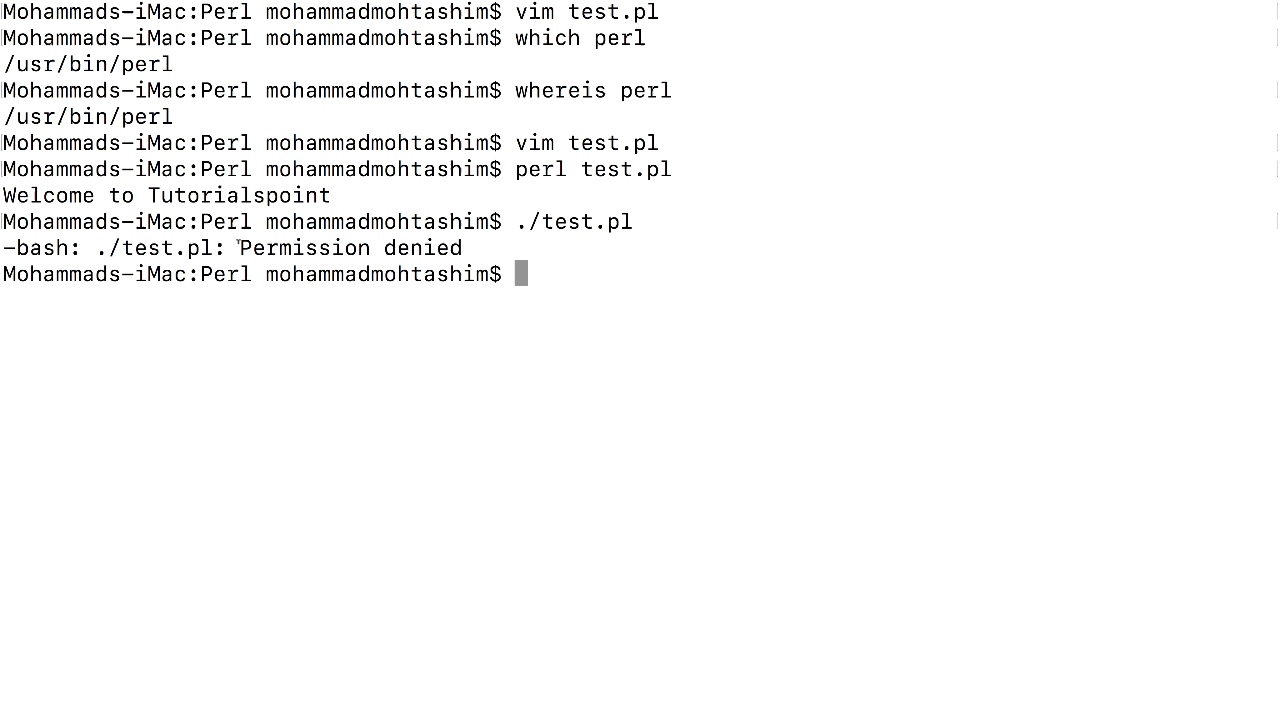 Mohammads-iMac:Perl mohammadmohtashim$ vim test.pl
Mohammads-iMac:Perl mohammadmohtashim$ which perl
/usr/bin/perl
Mohammads-iMac:Perl mohammadmohtashim$ whereis perl
/usr/bin/perl
Mohammads-iMac:Perl mohammadmohtashim$ vim test.pl
Mohammads-iMac:Perl mohammadmohtashim$ perl test.pl
Welcome to Tutorialspoint
Mohammads-iMac:Perl mohammadmohtashim$ ./test.pl
-bash: ./test.pl: Permission denied
Mohammads-iMac:Perl mohammadmohtashim$